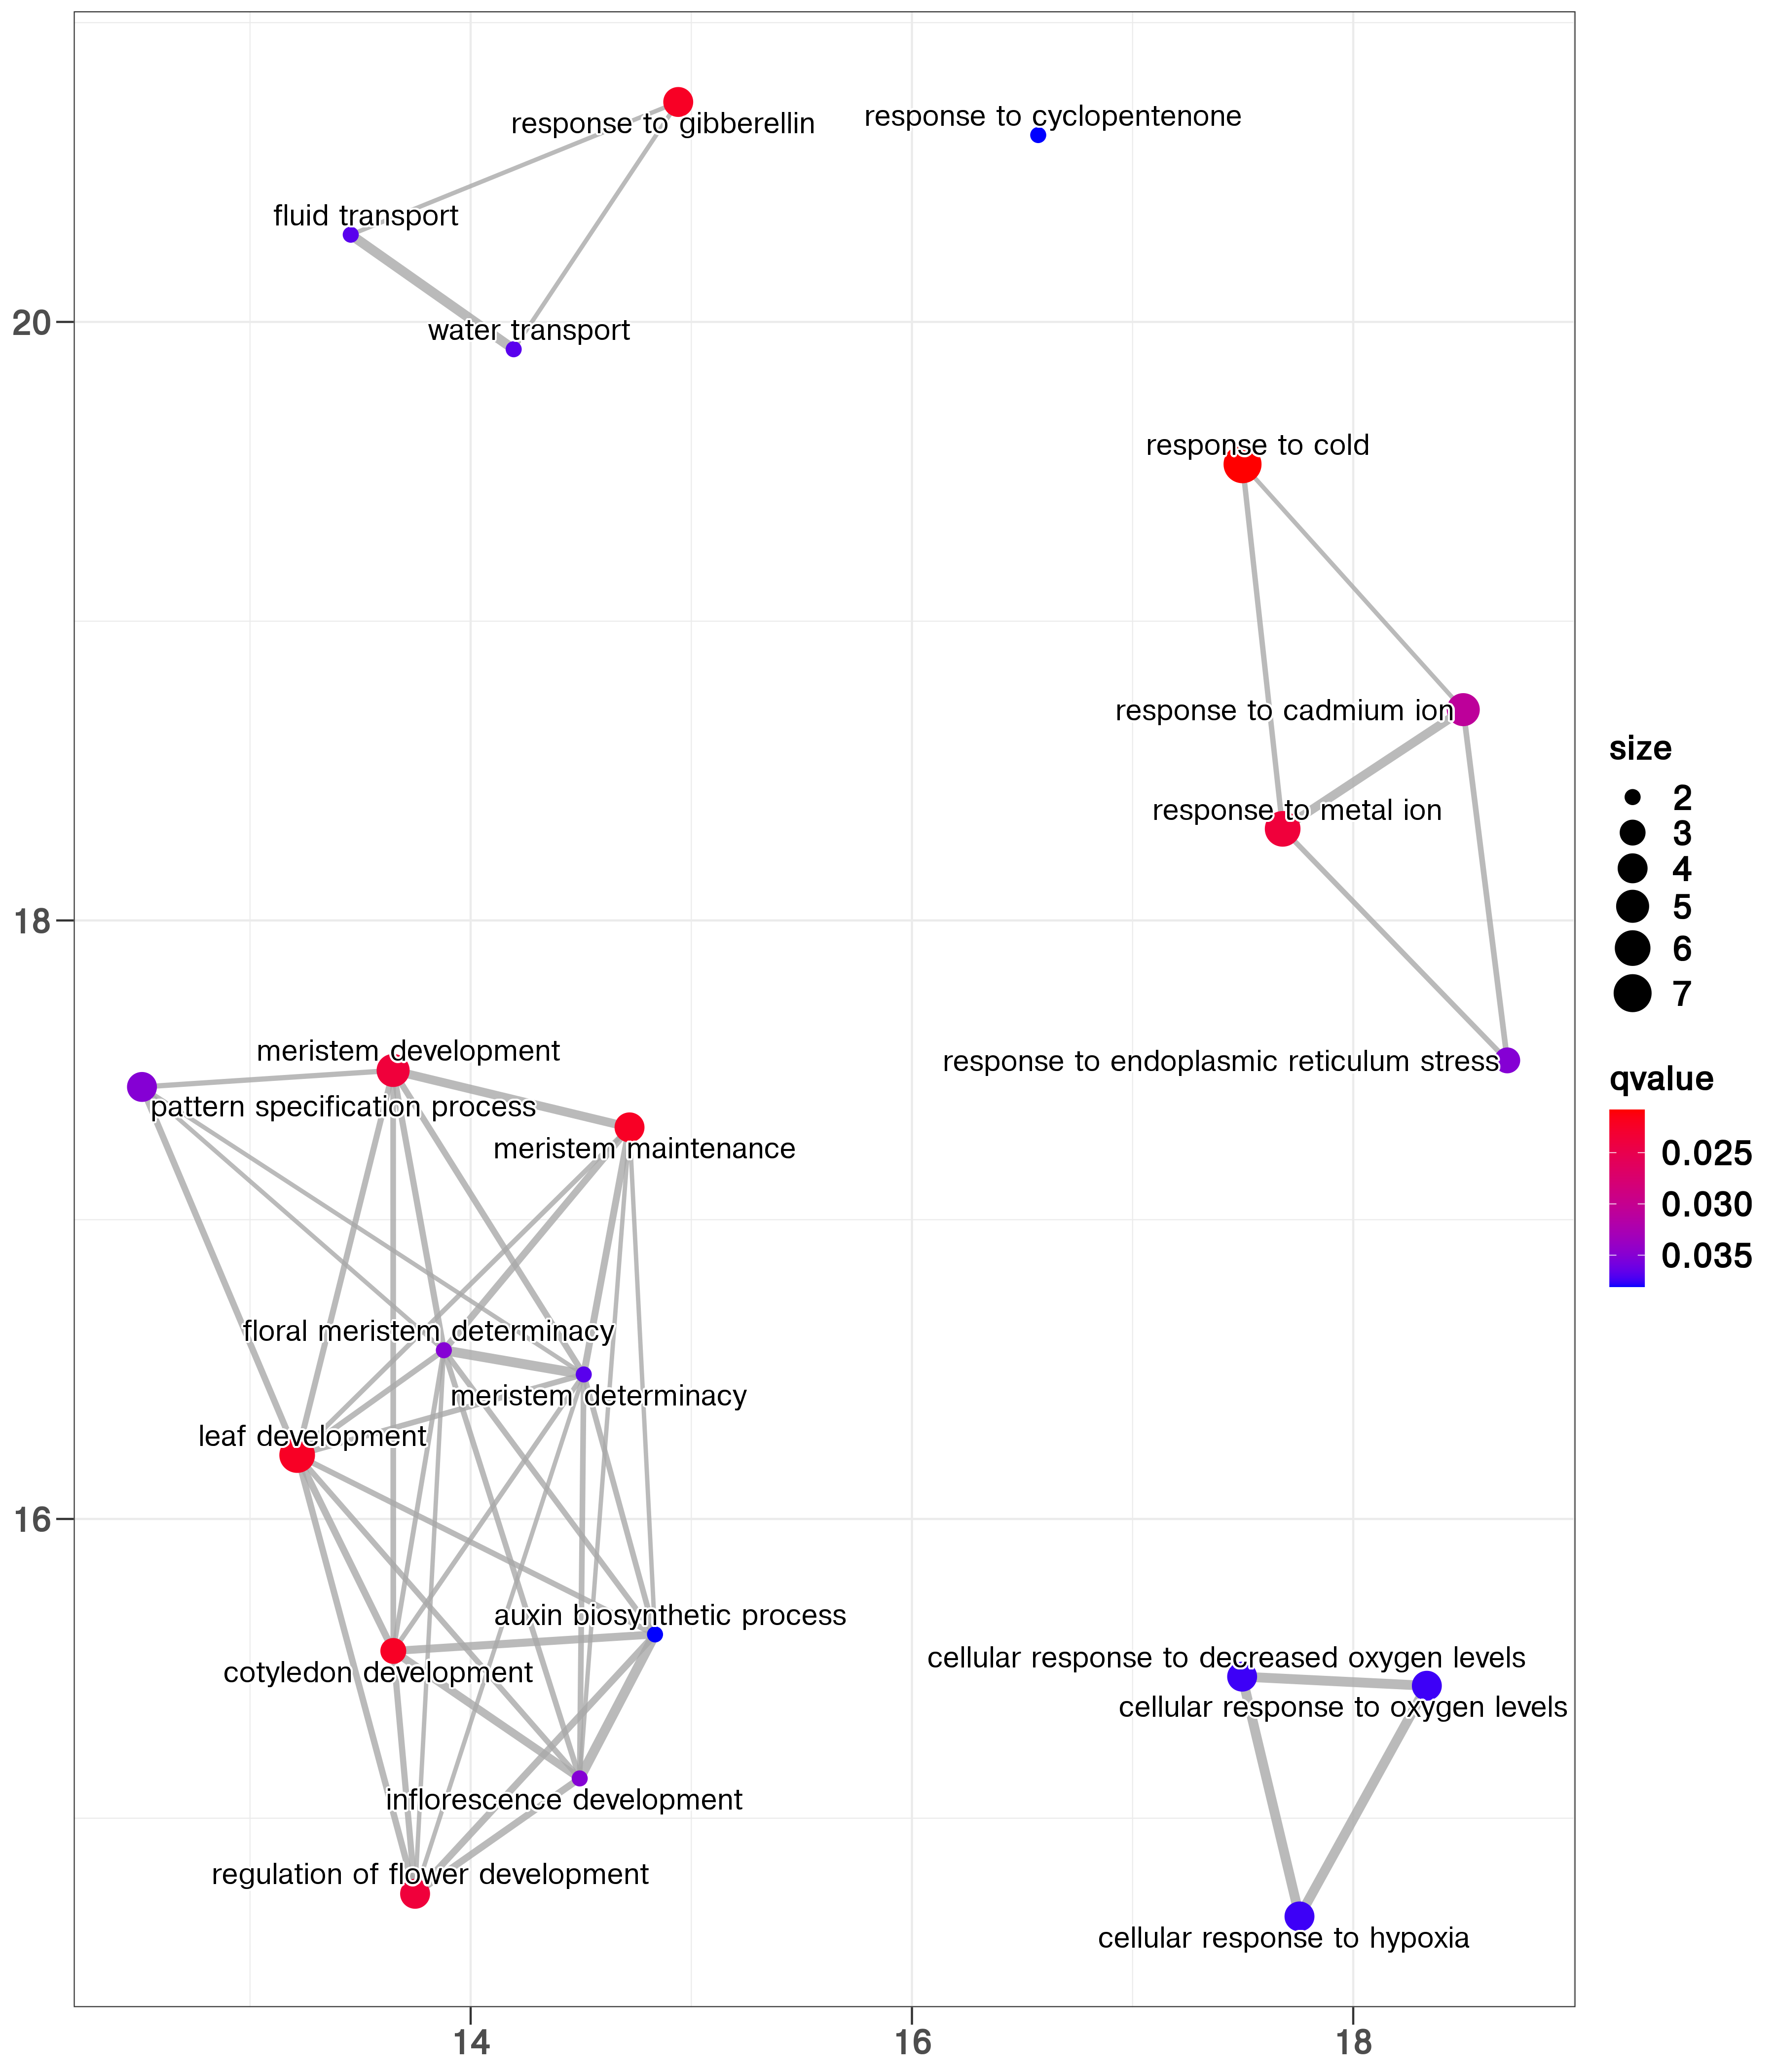 response to gibberellin
response to cyclopentenone
fluid transport
water transport
response to cold
response to cadmium ion
response to metal ion
response to endoplasmic reticulum stress
meristem development
pattern specification process
meristem maintenance
floral meristem determinacy
meristem determinacy
leaf development
auxin biosynthetic process
cotyledon development
cellular response to decreased oxygen levels
cellular response to oxygen levels
inflorescence development
regulation of flower development
cellular response to hypoxia
20
18
16
14
16
18
size
2
3
4
5
6
7
qvalue
0.025
0.030
0.035